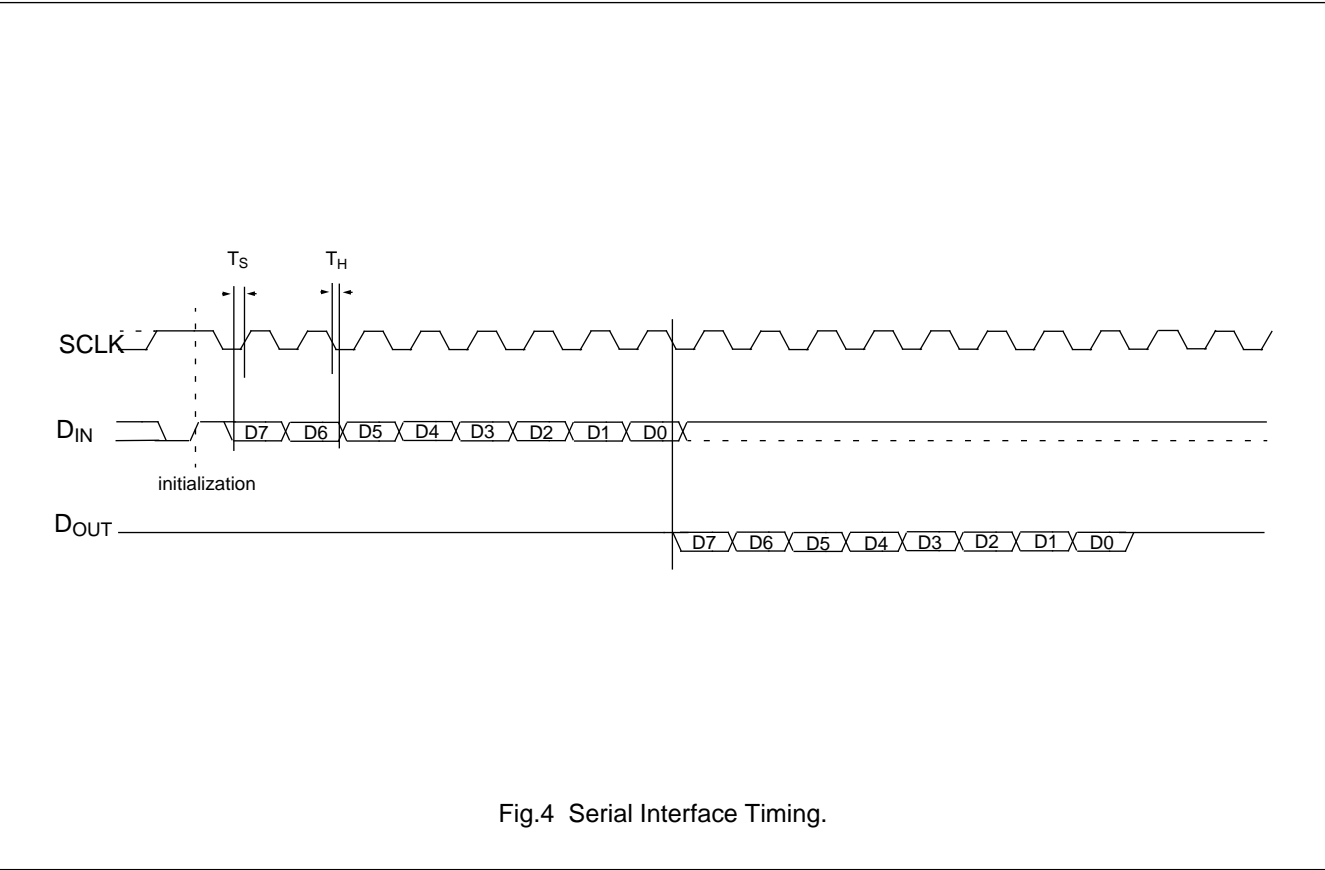 TS TH
SCLK
DIN D7 D6 D5 D4 D3 D2 D1 D0
initialization
DOUT D7 D6 D5 D4 D3 D2 D1 D0
Fig.4 Serial Interface Timing.